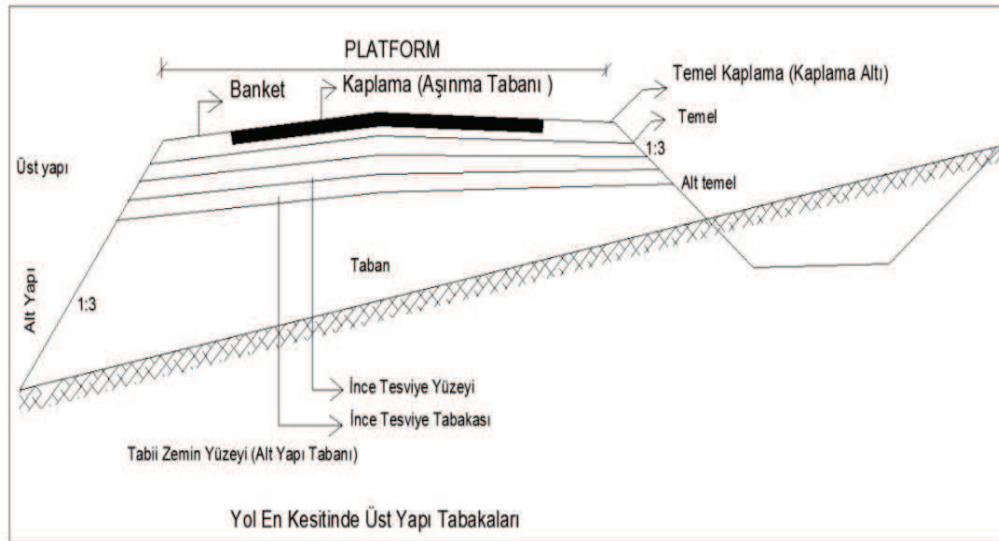 PLATFORM
Banket
Kaplama (Aşınma Tabanı )
Temel Kaplama (Kaplama Altı)
Temel
1:3
Üst yapı
Alt temel
Taban
Alt Yapı
1:3
İnce Tesviye Yüzeyi
İnce Tesviye Tabakası
Tabii Zemin Yüzeyi (Alt Yapı Tabanı)
Yol En Kesitinde Üst Yapı Tabakaları